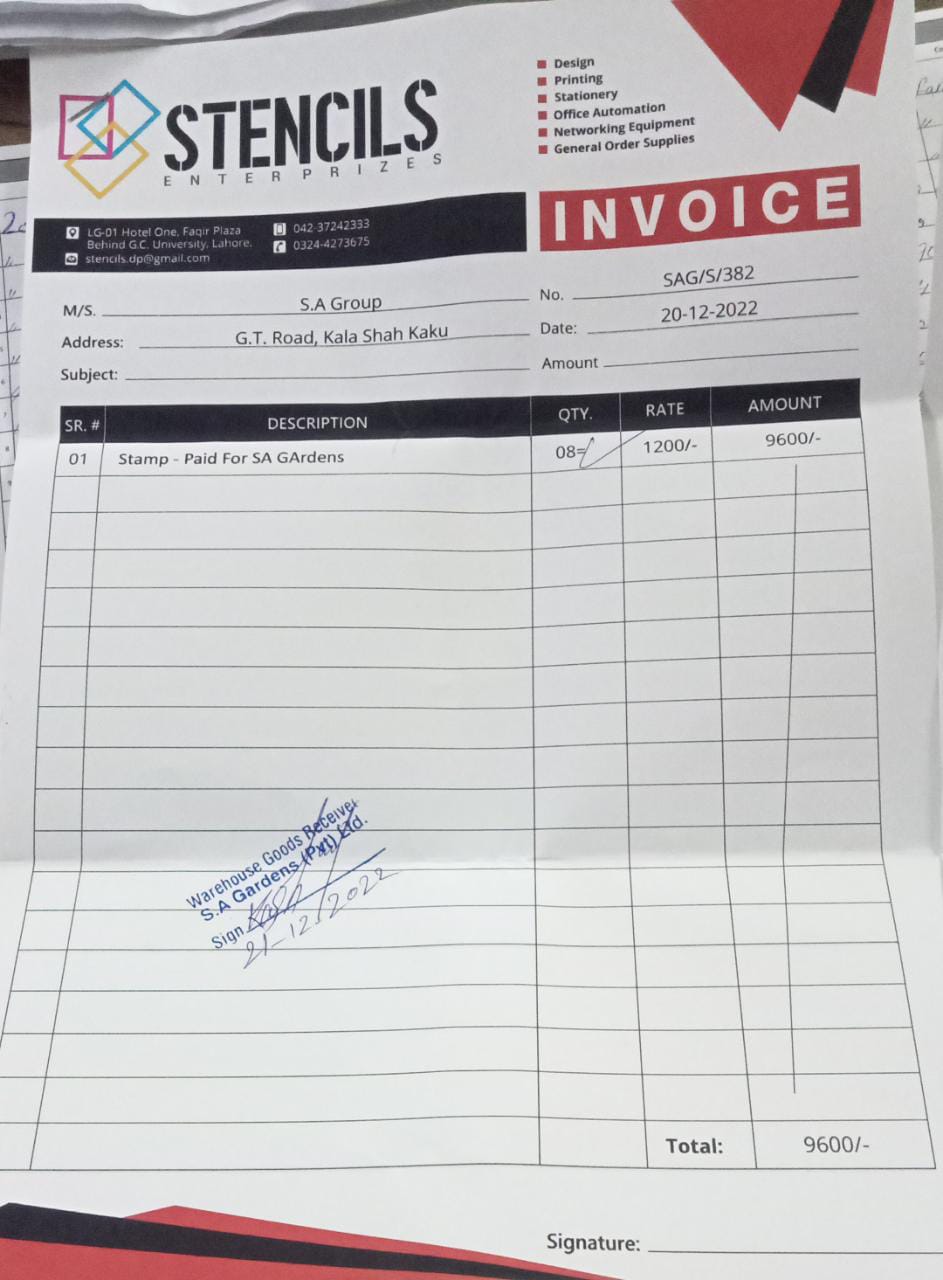 STENCILS
ENTERPRIZES
Design
Printing
Stationery
Office Automation
Networking Equipment
General Order Supplies
LG-01 Hotel One, Faqir Plaza
Behind G.C. University, Lahore.
stencils.dp@gmail.com
042-37242333
0324-4273675
INVOICE
M/S. S.A Group
Address: G.T. Road, Kala Shah Kaku
Subject:
No. SAG/S/382
Date: 20-12-2022
Amount
SR. # DESCRIPTION QTY. RATE AMOUNT
01 Stamp - Paid For SA GArdens 08= 1200/- 9600/-
Warehouse Goods Receiver
S.A Gardens (Pvt) Ltd.
Sign
21-12/2022
Total: 9600/-
Signature: